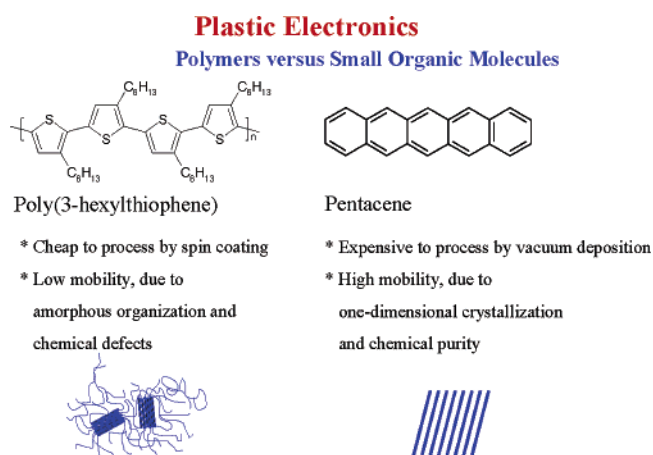 Plastic Electronics
Polymers versus Small Organic Molecules
C₆H₁₃
C₆H₁₃
S
S
S
S
n
C₆H₁₃
C₆H₁₃
Poly(3-hexylthiophene)
* Cheap to process by spin coating
* Low mobility, due to
amorphous organization and
chemical defects
Pentacene
* Expensive to process by vacuum deposition
* High mobility, due to
one-dimensional crystallization
and chemical purity